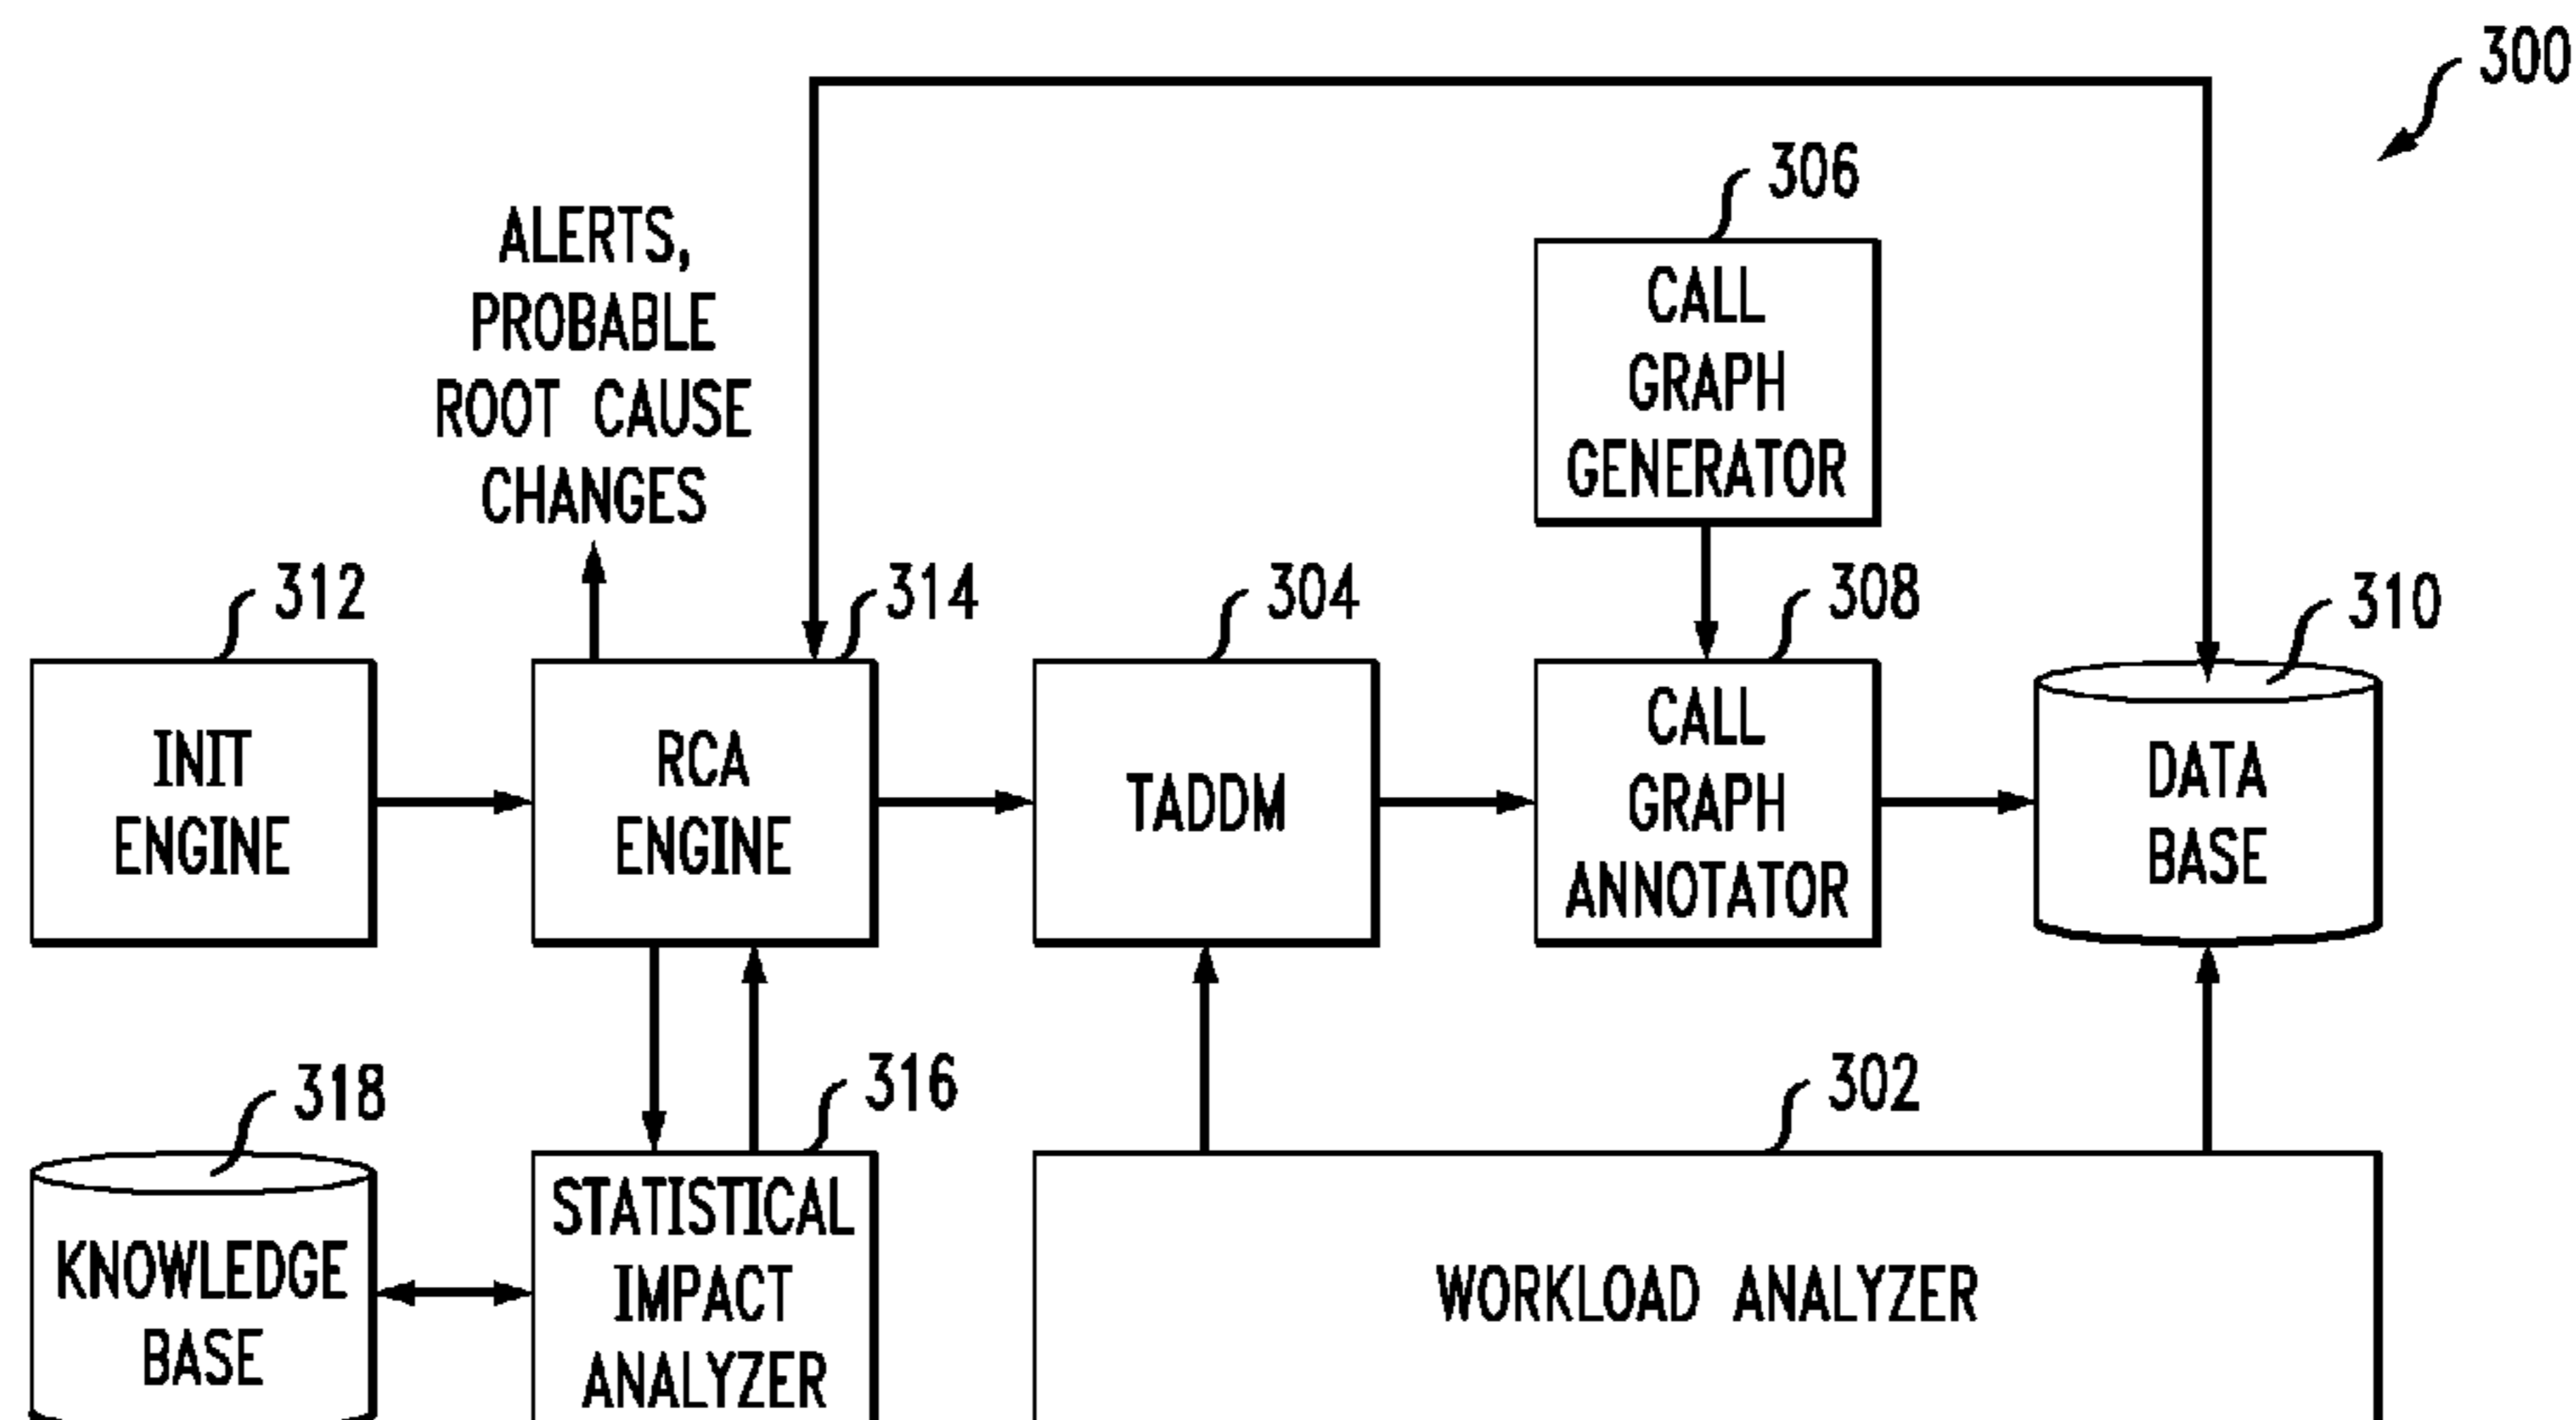 300
306
ALERTS,
PROBABLE
ROOT CAUSE
CHANGES
CALL
GRAPH
GENERATOR
312
314
304
308
310
INIT
ENGINE
RCA
ENGINE
TADDM
CALL
GRAPH
ANNOTATOR
DATA
BASE
318
316
302
KNOWLEDGE
BASE
STATISTICAL
IMPACT
ANALYZER
WORKLOAD ANALYZER